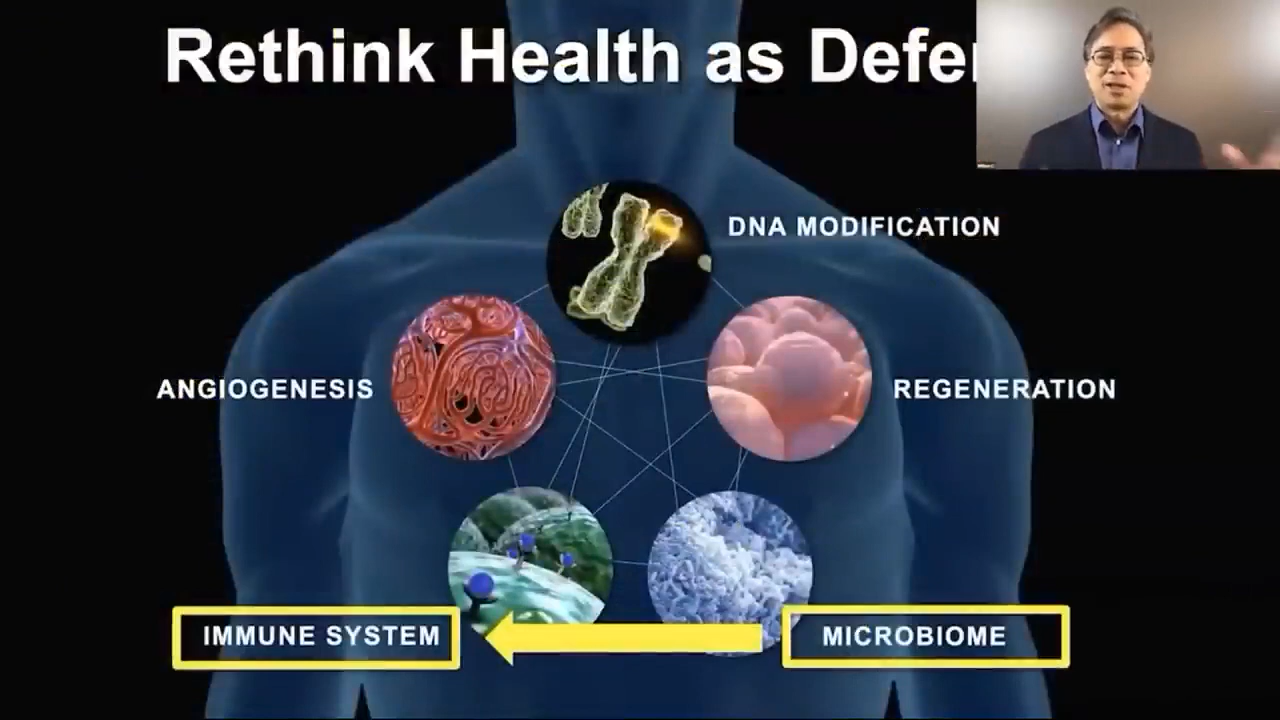 Rethink Health as Defe
DNA MODIFICATION
ANGIOGENESIS
REGENERATION
IMMUNE SYSTEM
MICROBIOME